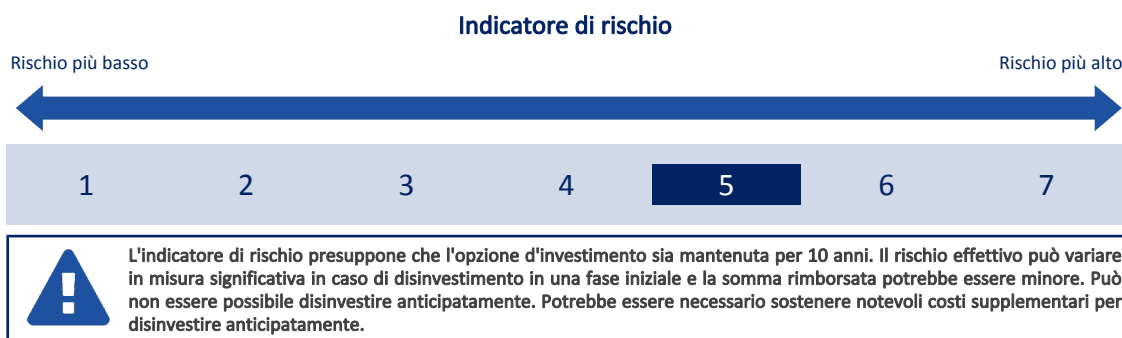 Indicatore di rischio
Rischio più basso
Rischio più alto
1 2 3 4 5 6 7
L'indicatore di rischio presuppone che l'opzione d'investimento sia mantenuta per 10 anni. Il rischio effettivo può variare
in misura significativa in caso di disinvestimento in una fase iniziale e la somma rimborsata potrebbe essere minore. Può
non essere possibile disinvestire anticipatamente. Potrebbe essere necessario sostenere notevoli costi supplementari per
disinvestire anticipatamente.